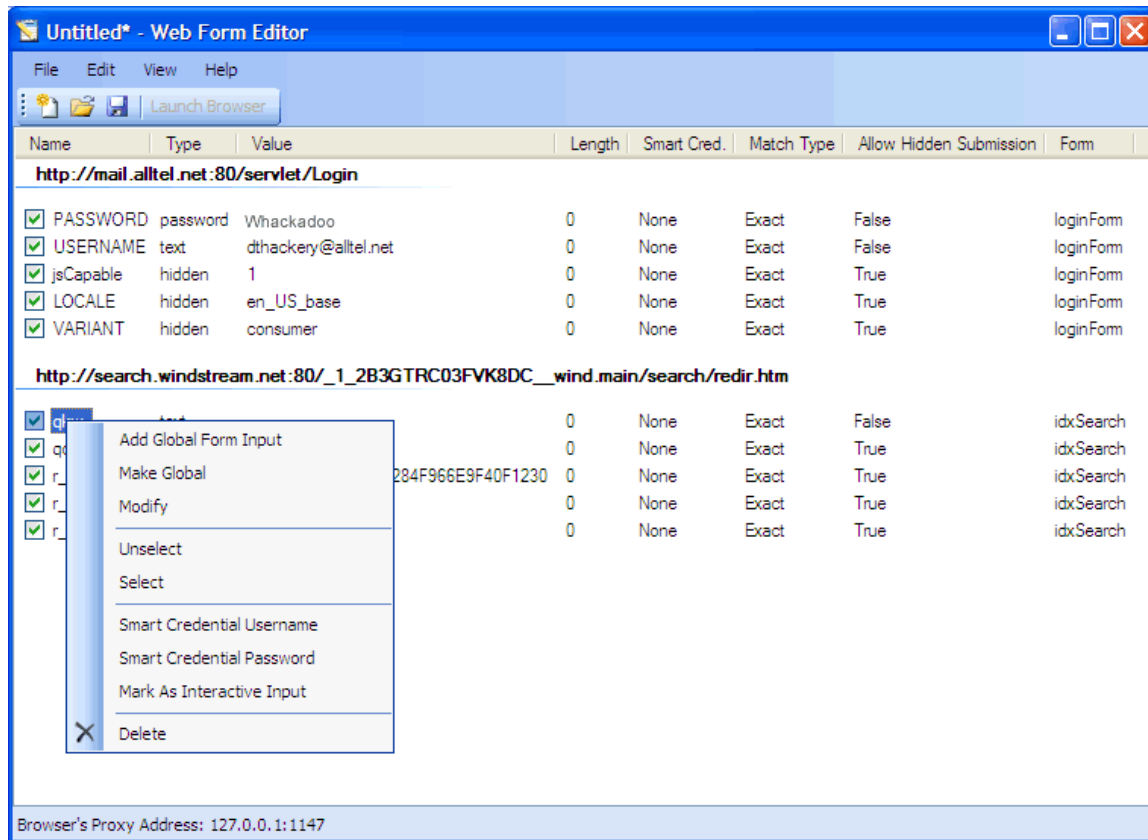 Untitled* - Web Form Editor
File Edit View Help
Launch Browser
Name Type Value Length Smart Cred. Match Type Allow Hidden Submission Form
http://mail.alltel.net:80/servlet/Login
PASSWORD password Whackadoo 0 None Exact False loginForm
USERNAME text dthackery@alltel.net 0 None Exact False loginForm
jsCapable hidden 1 0 None Exact True loginForm
LOCALE hidden en_US_base 0 None Exact True loginForm
VARIANT hidden consumer 0 None Exact True loginForm
http://search.windstream.net:80/_1_2B3GTRC03FVK8DC__wind.main/search/redir.htm
0 None Exact False idxSearch
0 None Exact True idxSearch
r_ 284F966E9F40F1230 0 None Exact True idxSearch
r_ 0 None Exact True idxSearch
r_ 0 None Exact True idxSearch
Add Global Form Input
Make Global
Modify
Unselect
Select
Smart Credential Username
Smart Credential Password
Mark As Interactive Input
Delete
Browser's Proxy Address: 127.0.0.1:1147